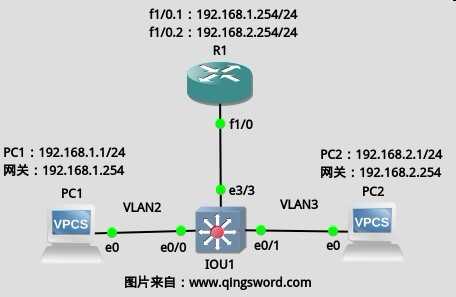 f1/0.1：192.168.1.254/24
f1/0.2：192.168.2.254/24
R1
f1/0
PC1：192.168.1.1/24
网关：192.168.1.254
PC2：192.168.2.1/24
网关：192.168.2.254
e3/3
PC1
PC2
VLAN2
VLAN3
VPCS
VPCS
e0
e0/0
e0/1
e0
IOU1
图片来自：www.qingsword.com